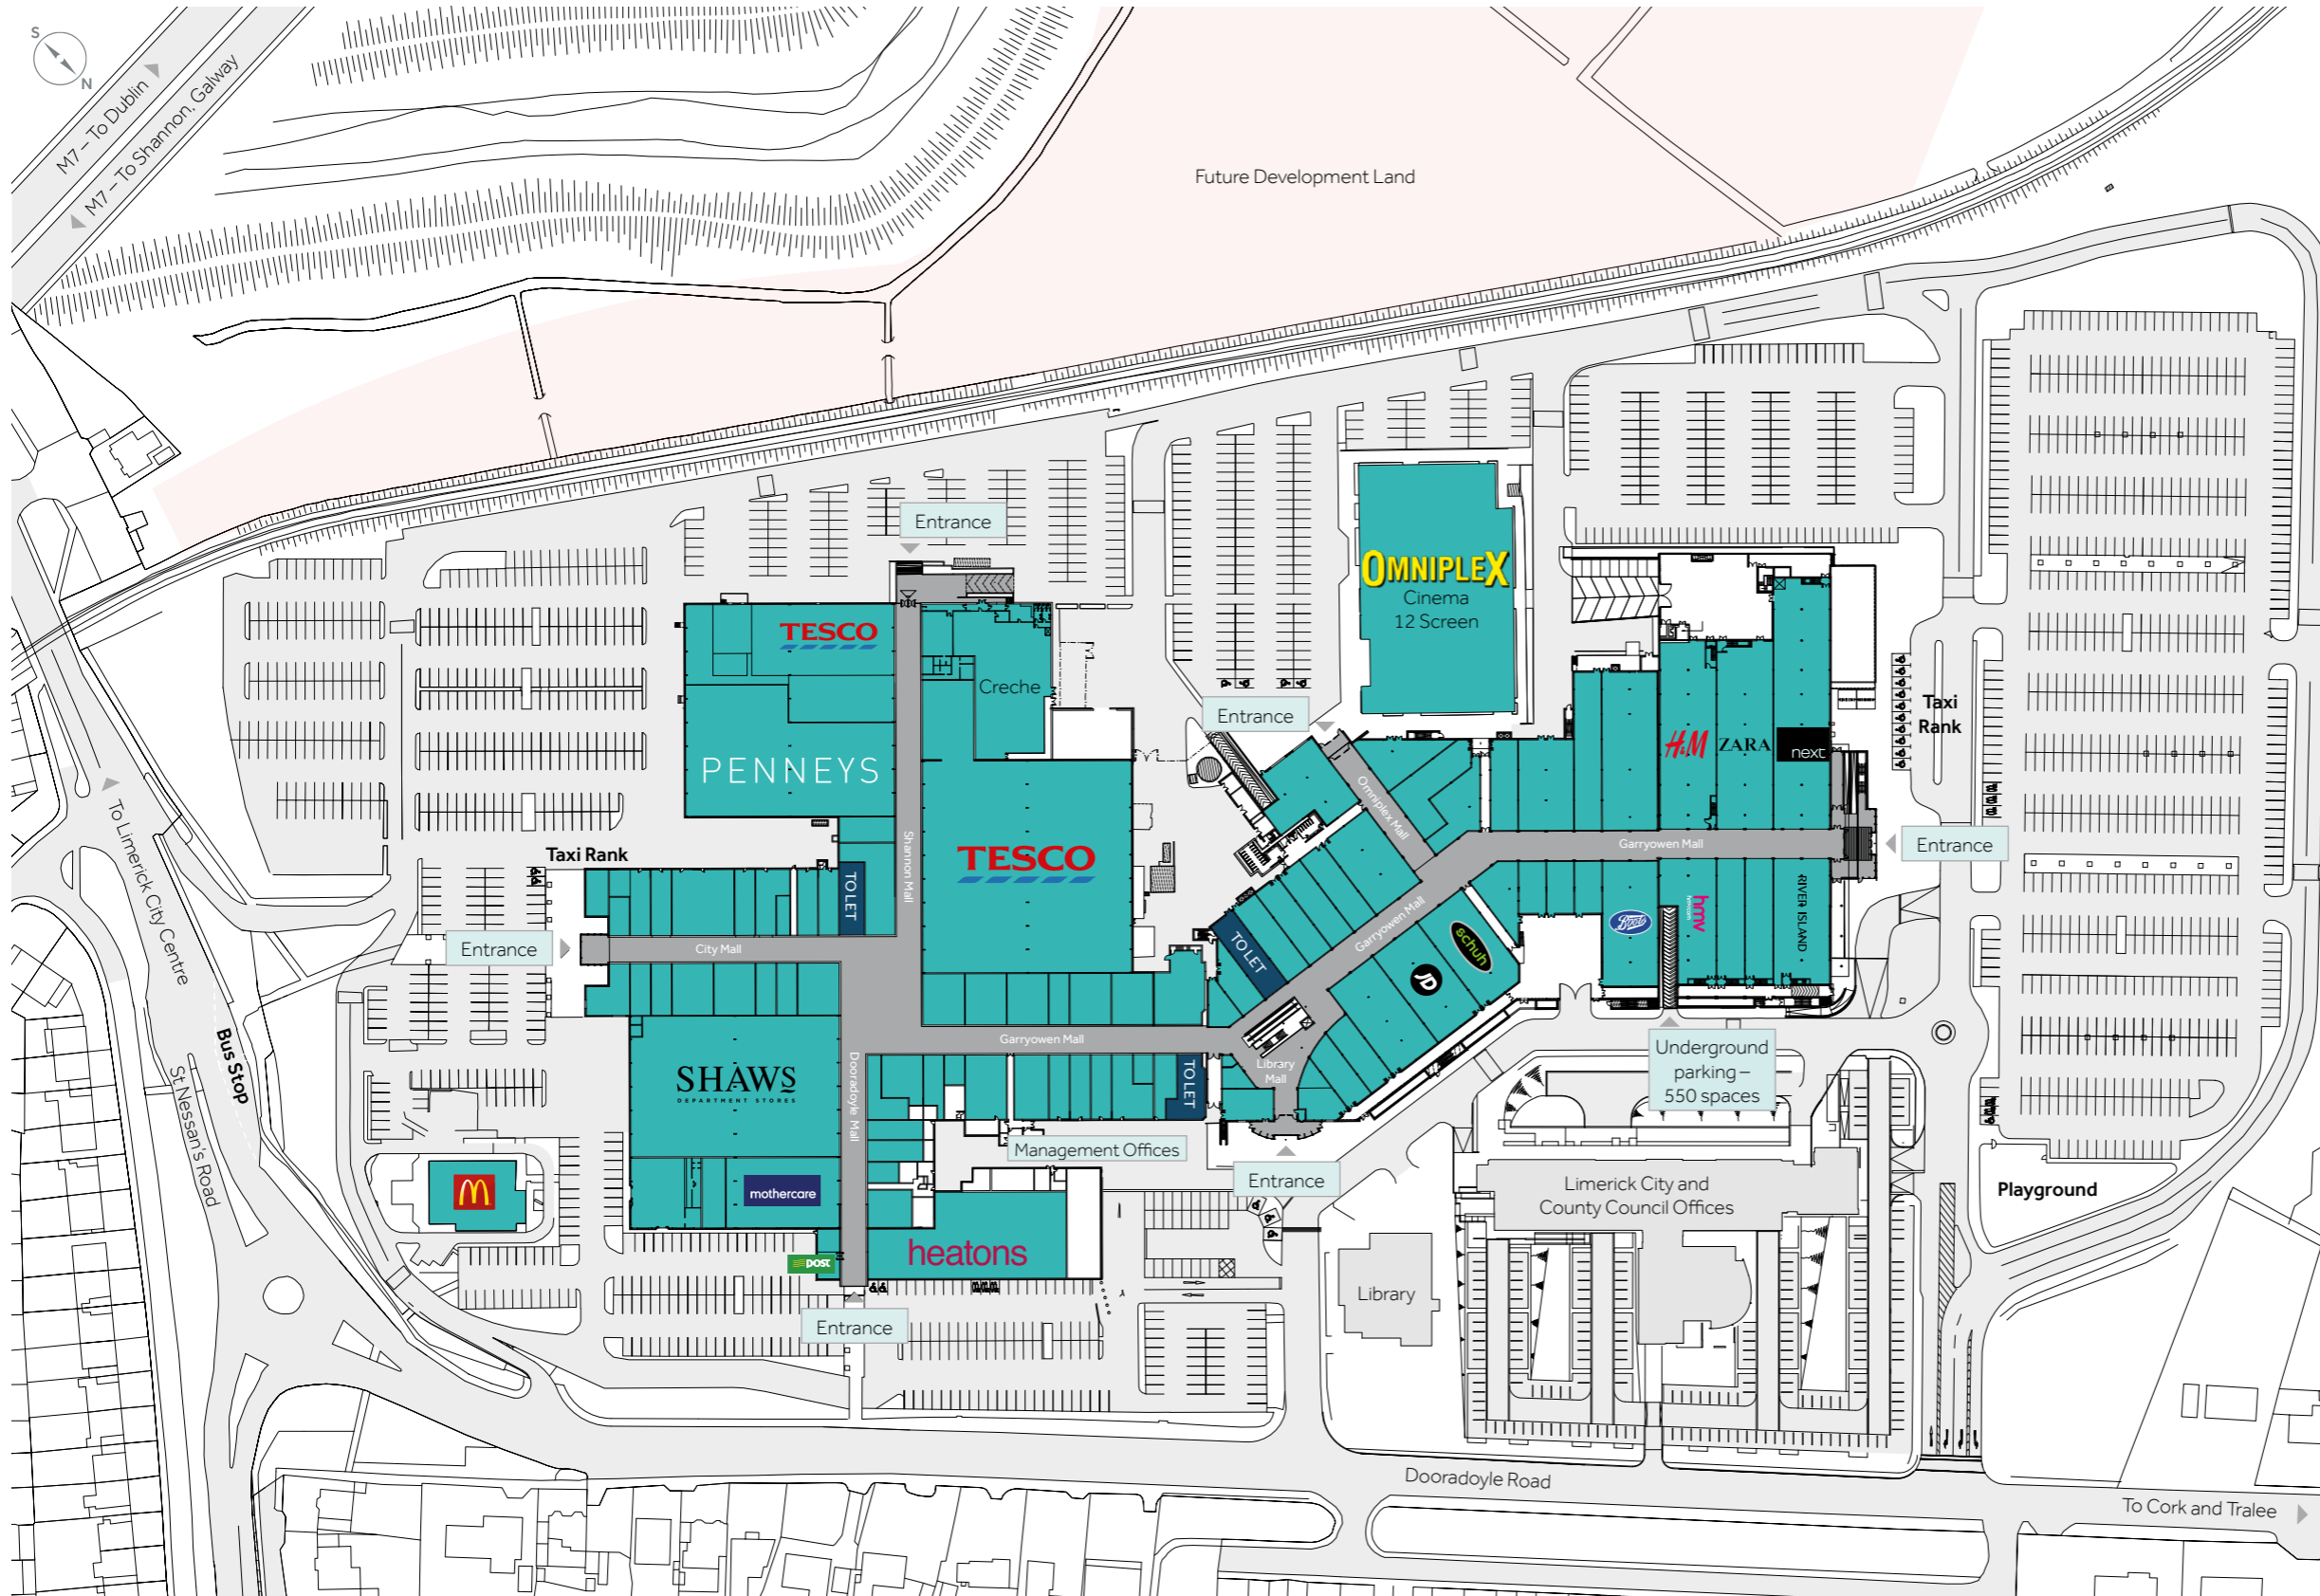 S
N
M7 – To Dublin
M7 – To Shannon, Galway
Future Development Land
Entrance
OMNIPLEX
Cinema
12 Screen
TESCO
Creche
Entrance
Taxi
Rank
H&M
ZARA
next
PENNEYS
Omniplex Mall
To Limerick City Centre
Shannon Mall
TESCO
Garryowen Mall
Entrance
Taxi Rank
TO LET
RIVER ISLAND
hmv
Boots
Garryowen Mall
schuh
Entrance
City Mall
TO LET
JD
Bus Stop
Garryowen Mall
Underground
parking –
550 spaces
St Nessan's Road
SHAWS
DEPARTMENT STORES
Dooradoyle Mall
TO LET
Library
Mall
Management Offices
Entrance
Limerick City and
County Council Offices
Playground
mothercare
post
heatons
Library
Entrance
Dooradoyle Road
To Cork and Tralee